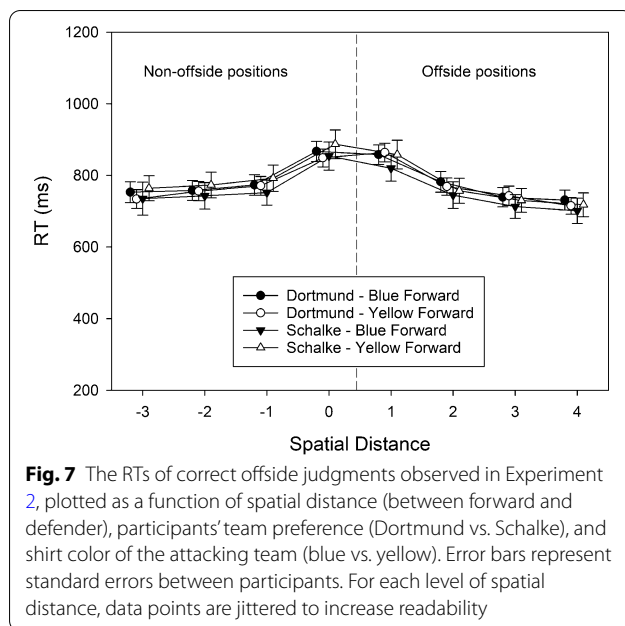 1200
Non-offside positions
Offside positions
1000
800
RT (ms)
600
Dortmund - Blue Forward
Dortmund - Yellow Forward
Schalke - Blue Forward
Schalke - Yellow Forward
400
200
-3 -2 -1 0 1 2 3 4
Spatial Distance
Fig. 7 The RTs of correct offside judgments observed in Experiment
2, plotted as a function of spatial distance (between forward and
defender), participants' team preference (Dortmund vs. Schalke), and
shirt color of the attacking team (blue vs. yellow). Error bars represent
standard errors between participants. For each level of spatial
distance, data points are jittered to increase readability